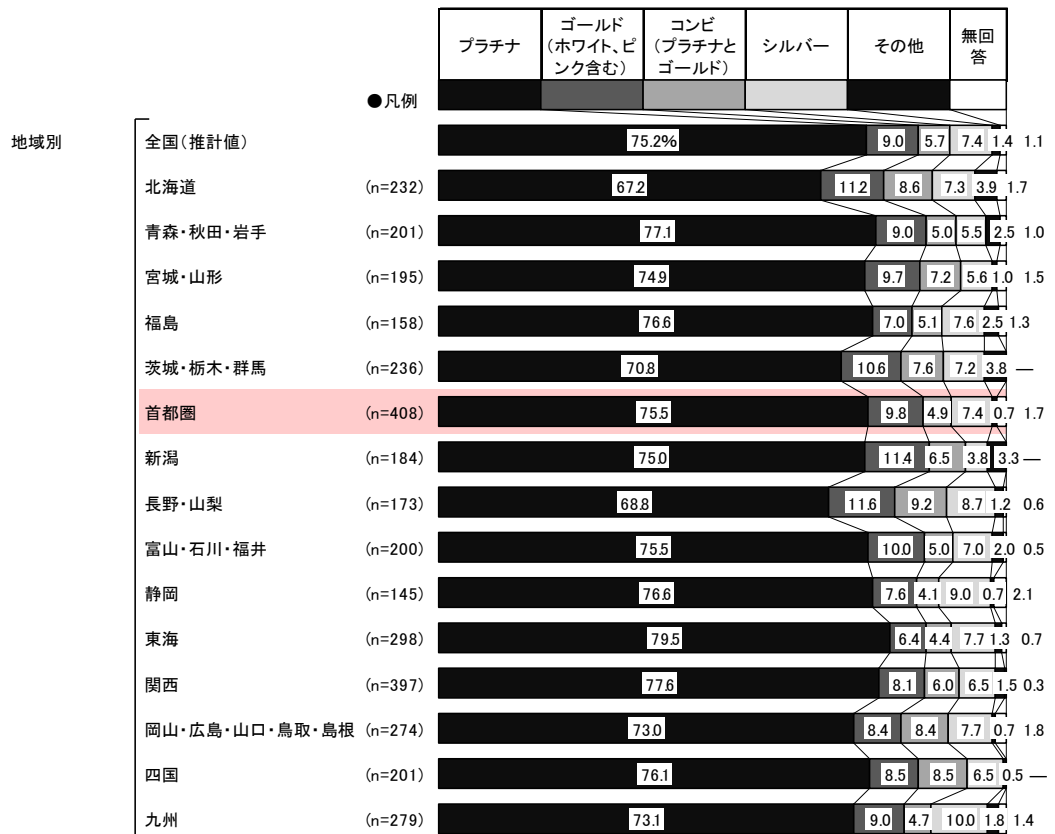 プラチナ
ゴールド
(ホワイト、ピ
ンク含む)
コンビ
(プラチナと
ゴールド)
シルバー
その他
無回
答
●凡例
地域別
全国(推計値) 75.2% 9.0 5.7 7.4 1.4 1.1
北海道 (n=232) 67.2 11.2 8.6 7.3 3.9 1.7
青森・秋田・岩手 (n=201) 77.1 9.0 5.0 5.5 2.5 1.0
宮城・山形 (n=195) 74.9 9.7 7.2 5.6 1.0 1.5
福島 (n=158) 76.6 7.0 5.1 7.6 2.5 1.3
茨城・栃木・群馬 (n=236) 70.8 10.6 7.6 7.2 3.8 ―
首都圏 (n=408) 75.5 9.8 4.9 7.4 0.7 1.7
新潟 (n=184) 75.0 11.4 6.5 3.8 3.3 ―
長野・山梨 (n=173) 68.8 11.6 9.2 8.7 1.2 0.6
富山・石川・福井 (n=200) 75.5 10.0 5.0 7.0 2.0 0.5
静岡 (n=145) 76.6 7.6 4.1 9.0 0.7 2.1
東海 (n=298) 79.5 6.4 4.4 7.7 1.3 0.7
関西 (n=397) 77.6 8.1 6.0 6.5 1.5 0.3
岡山・広島・山口・鳥取・島根 (n=274) 73.0 8.4 8.4 7.7 0.7 1.8
四国 (n=201) 76.1 8.5 8.5 6.5 0.5 ―
九州 (n=279) 73.1 9.0 4.7 10.0 1.8 1.4